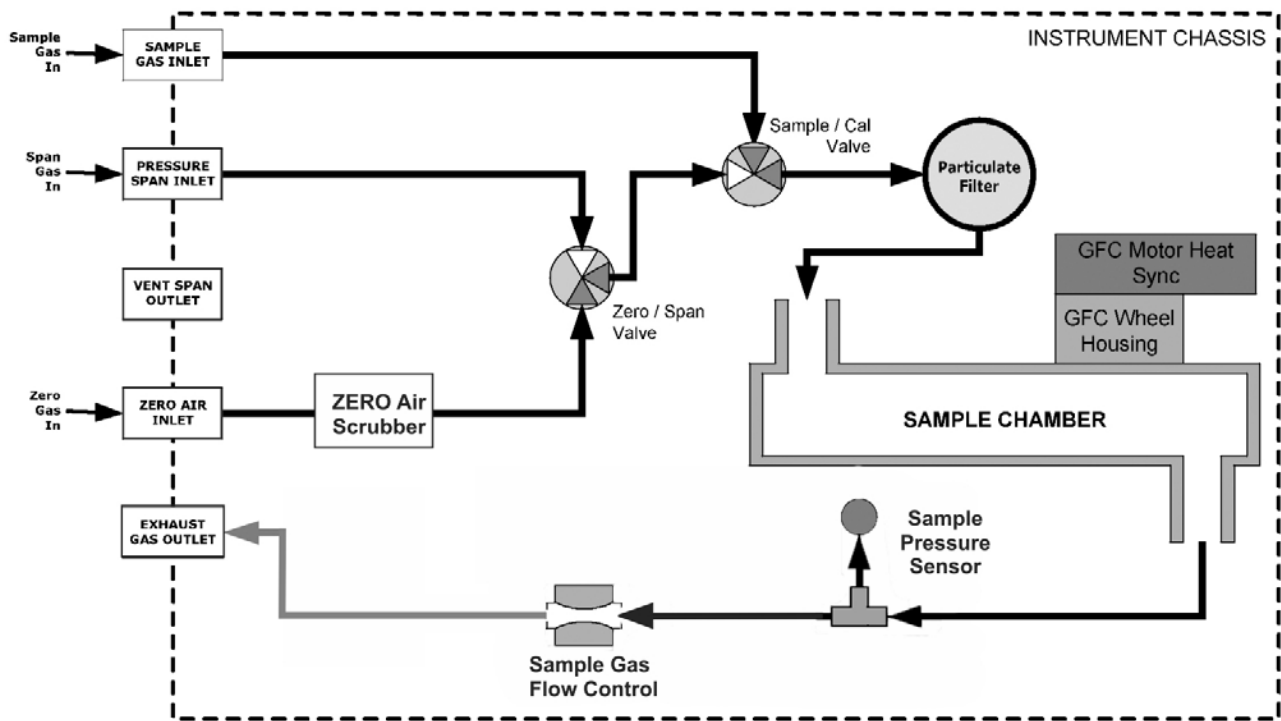 INSTRUMENT CHASSIS
Sample
Gas
In
SAMPLE
GAS INLET
Sample / Cal
Valve
Span
Gas
In
PRESSURE
SPAN INLET
Particulate
Filter
VENT SPAN
OUTLET
Zero / Span
Valve
GFC Motor Heat
Sync
GFC Wheel
Housing
Zero
Gas
In
ZERO AIR
INLET
ZERO Air
Scrubber
SAMPLE CHAMBER
EXHAUST
GAS OUTLET
Sample
Pressure
Sensor
Sample Gas
Flow Control